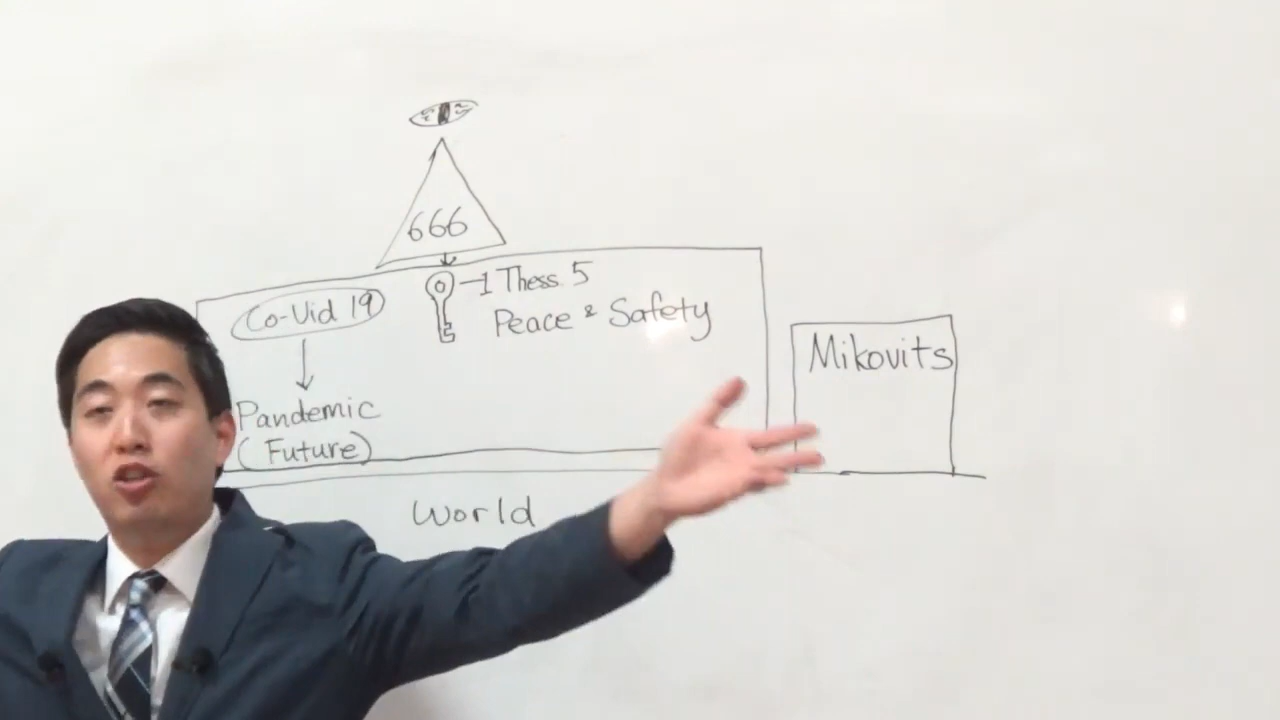 666
Co-Vid 19
1 Thess. 5
Peace & Safety
Mikovits
Pandemic
(Future)
World